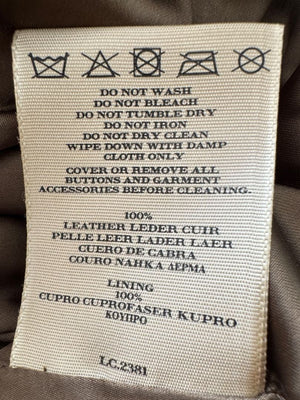 DO NOT WASH
DO NOT BLEACH
DO NOT TUMBLE DRY
DO NOT IRON
DO NOT DRY CLEAN
WIPE DOWN WITH DAMP
CLOTH ONLY
COVER OR REMOVE ALL
BUTTONS AND GARMENT
ACCESSORIES BEFORE CLEANING.
100%
LEATHER LEDER CUIR
PELLE LEER LADER LAER
CUERO DE CABRA
COURO NAHKA ΔΕΡΜΑ
LINING
100%
CUPRO CUPROFASER KUPRO
ΚΟΥΠΡΟ
LC.2381